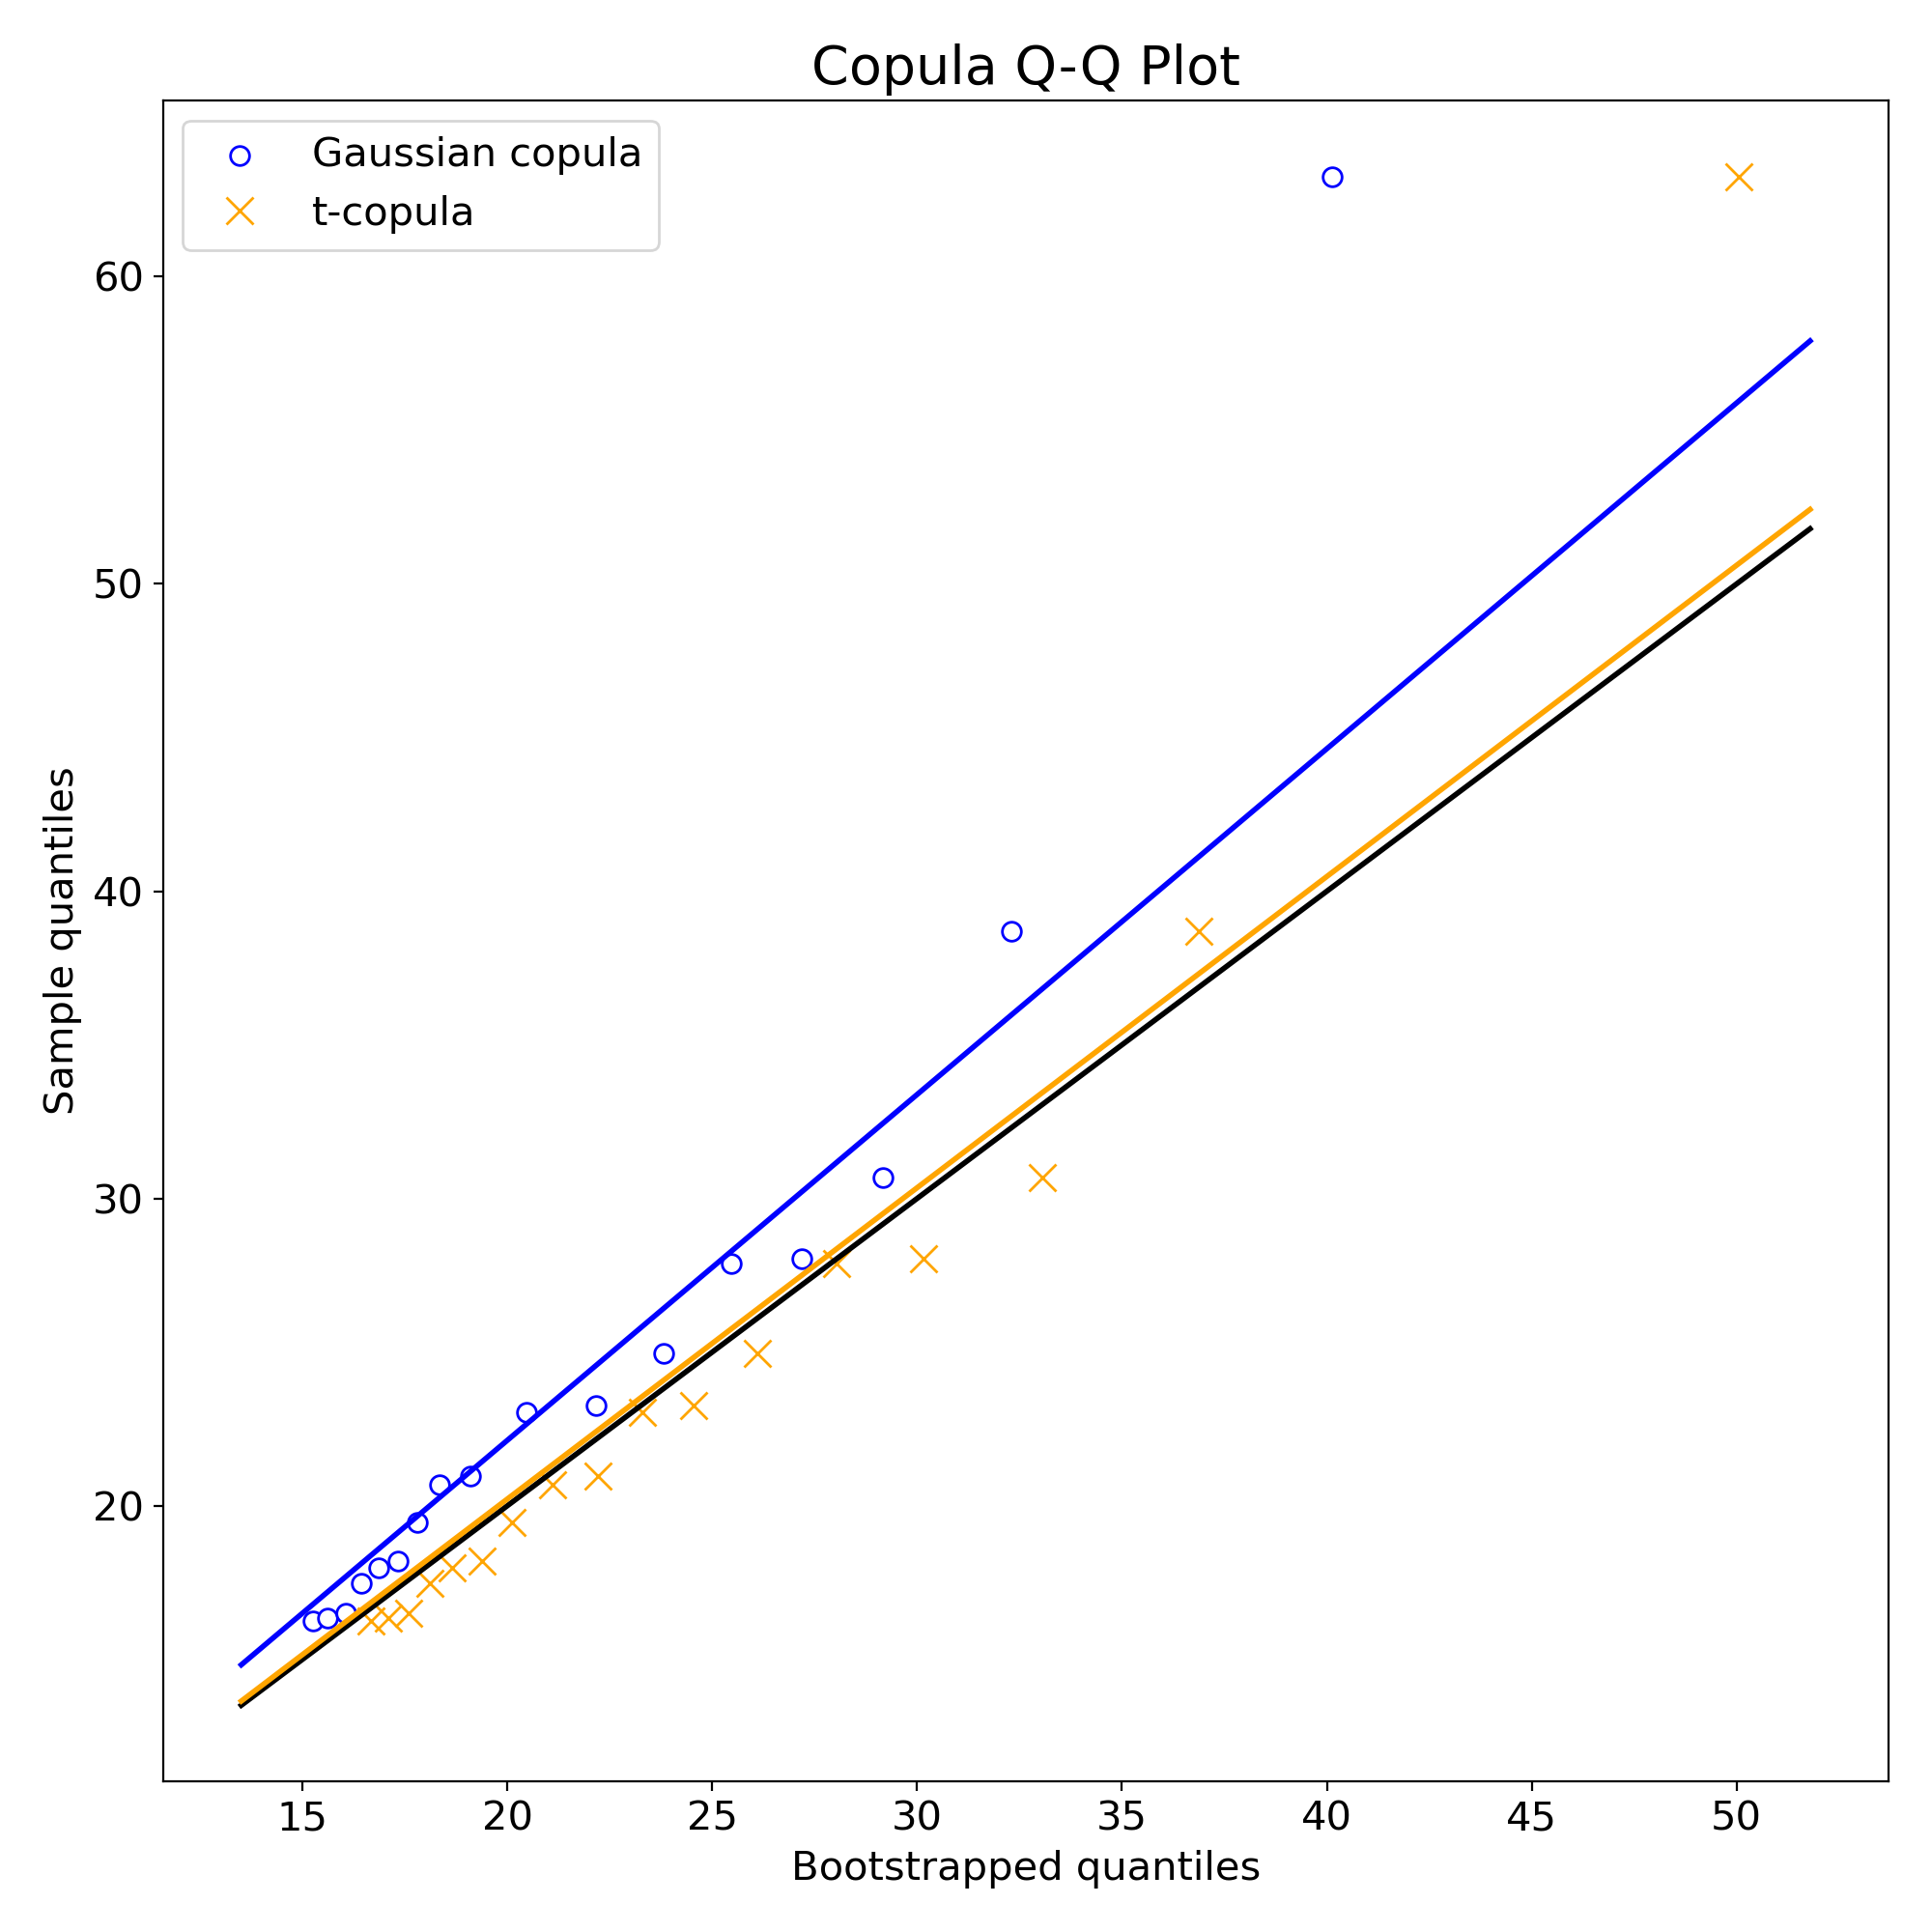 Copula Q-Q Plot
Gaussian copula
t-copula
60
50
40
30
20
Sample quantiles
15 20 25 30 35 40 45 50
Bootstrapped quantiles